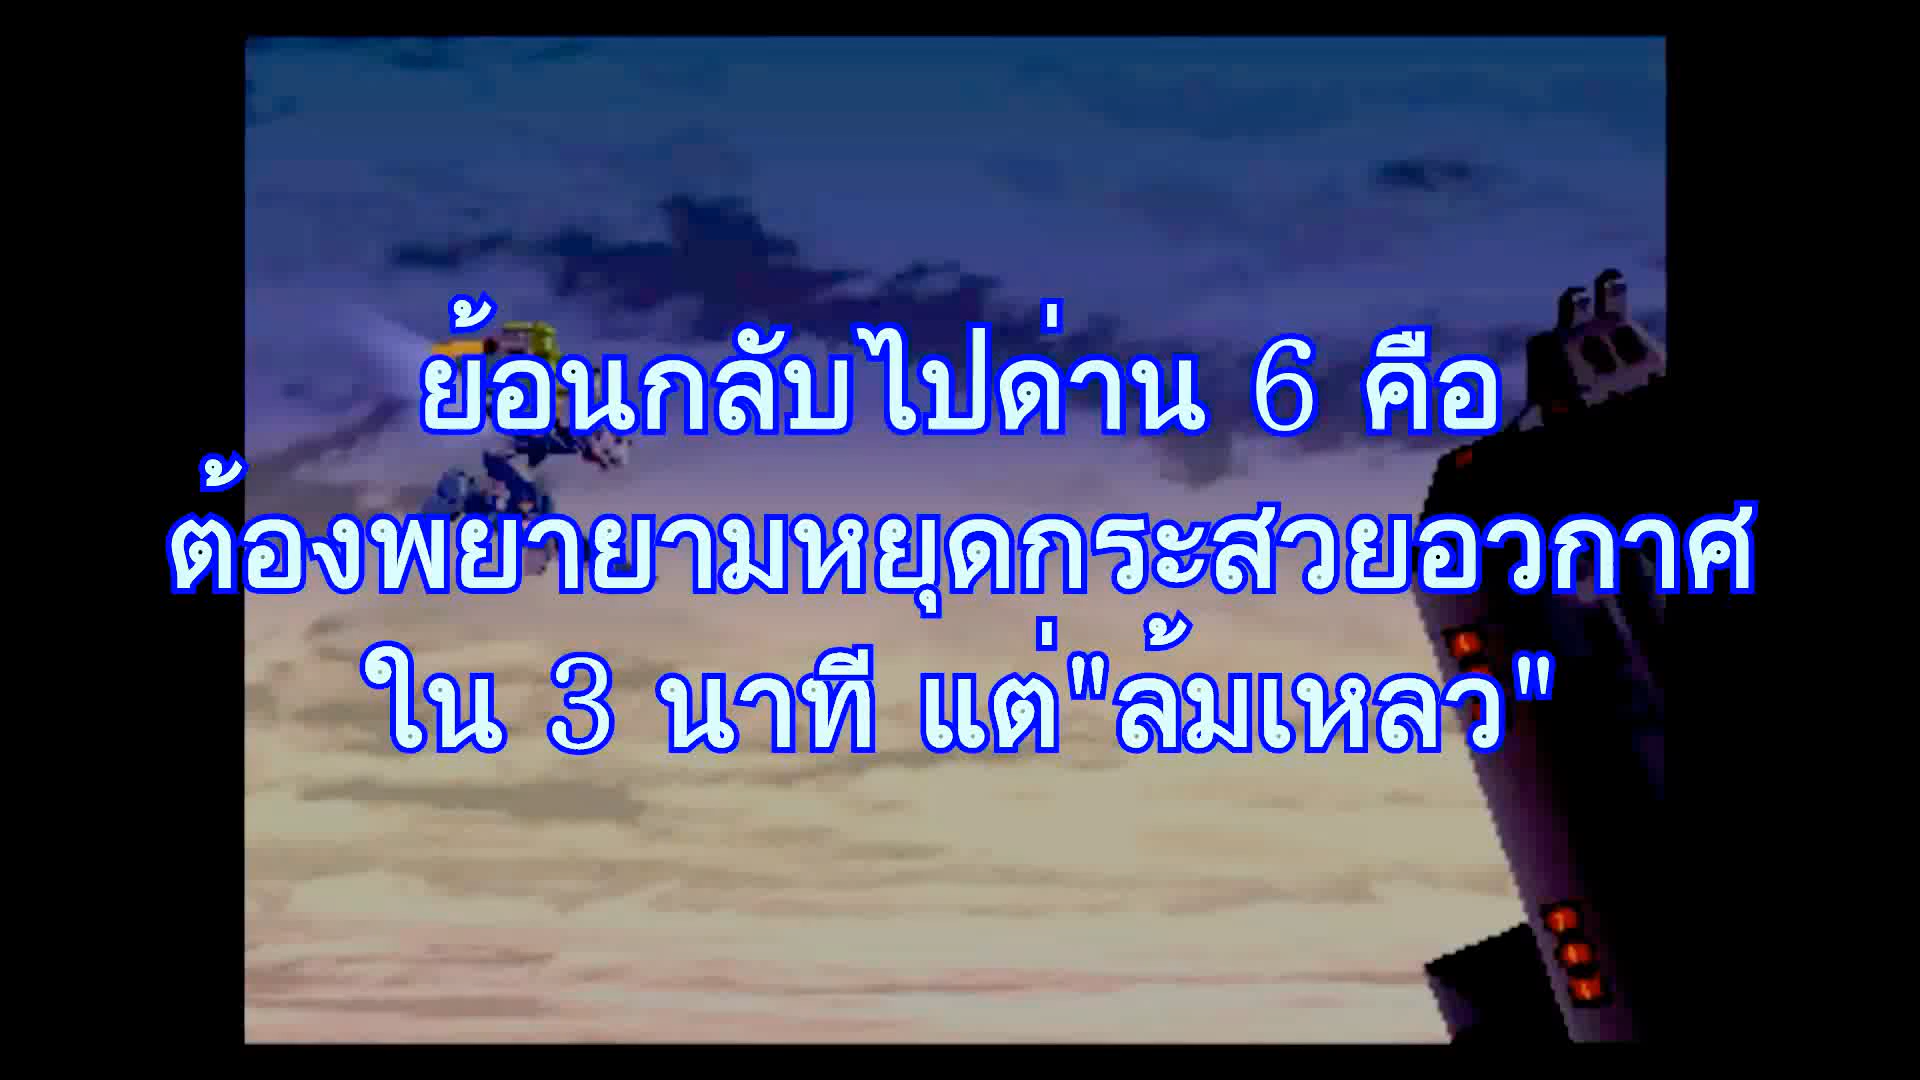 ย้อนกลับไปด่าน 6 คือ
ต้องพยายามหยุดกระสวยอวกาศ
ใน 3 นาที แต่"ล้มเหลว"